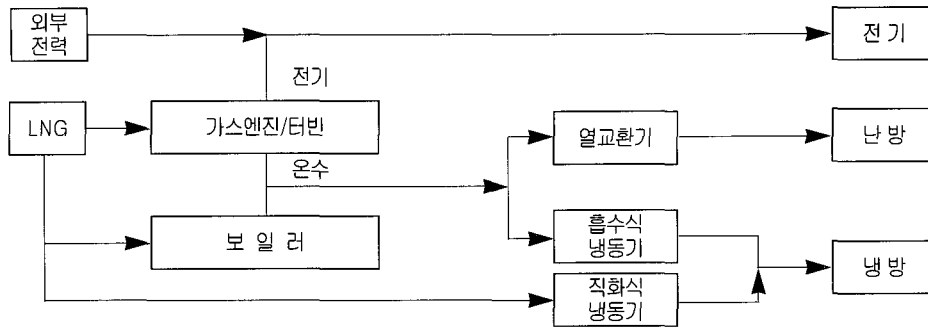 외부
전력
전 기
전기
LNG
가스엔진/터빈
열교환기
난 방
온수
보 일 러
흡수식
냉동기
냉 방
직화식
냉동기